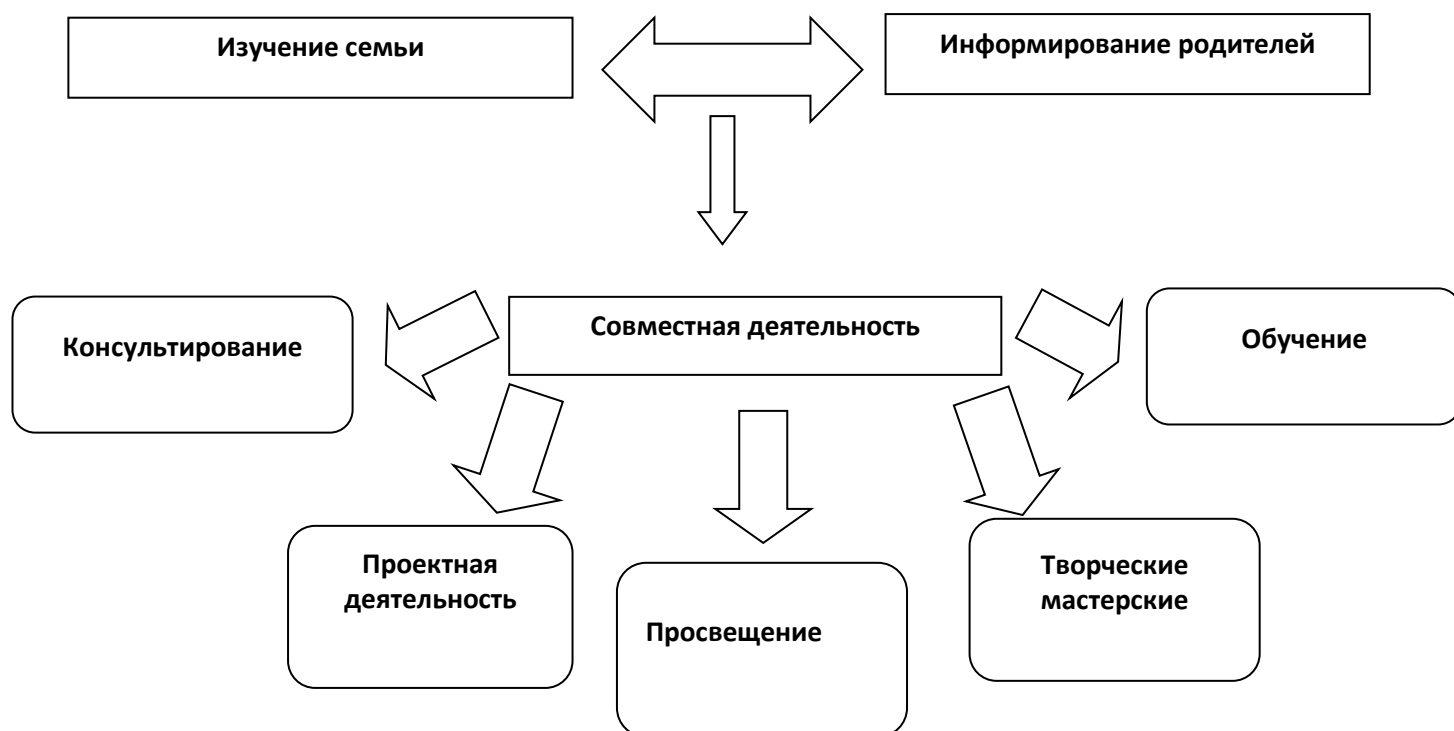 Изучение семьи
Информирование родителей
Совместная деятельность
Консультирование
Обучение
Проектная
деятельность
Просвещение
Творческие
мастерские